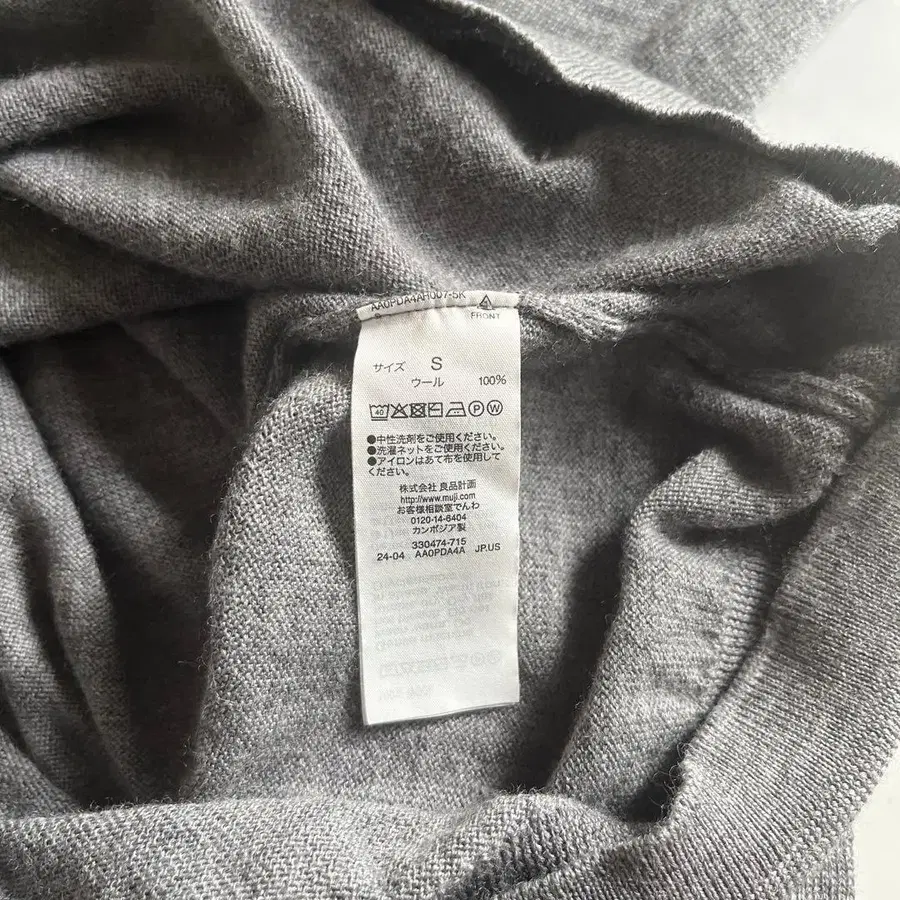 AA0PDA4AH007-5K
S
FRONT
サイズ S
ウール 100%
40 P W
●中性洗剤をご使用ください。
●洗濯ネットをご使用ください。
●アイロンはあて布を使用して
ください。
株式会社 良品計画
http://www.muji.com
お客様相談室でんわ
0120-14-6404
カンボジア製
330474-715
24-04 AA0PDA4A JP.US